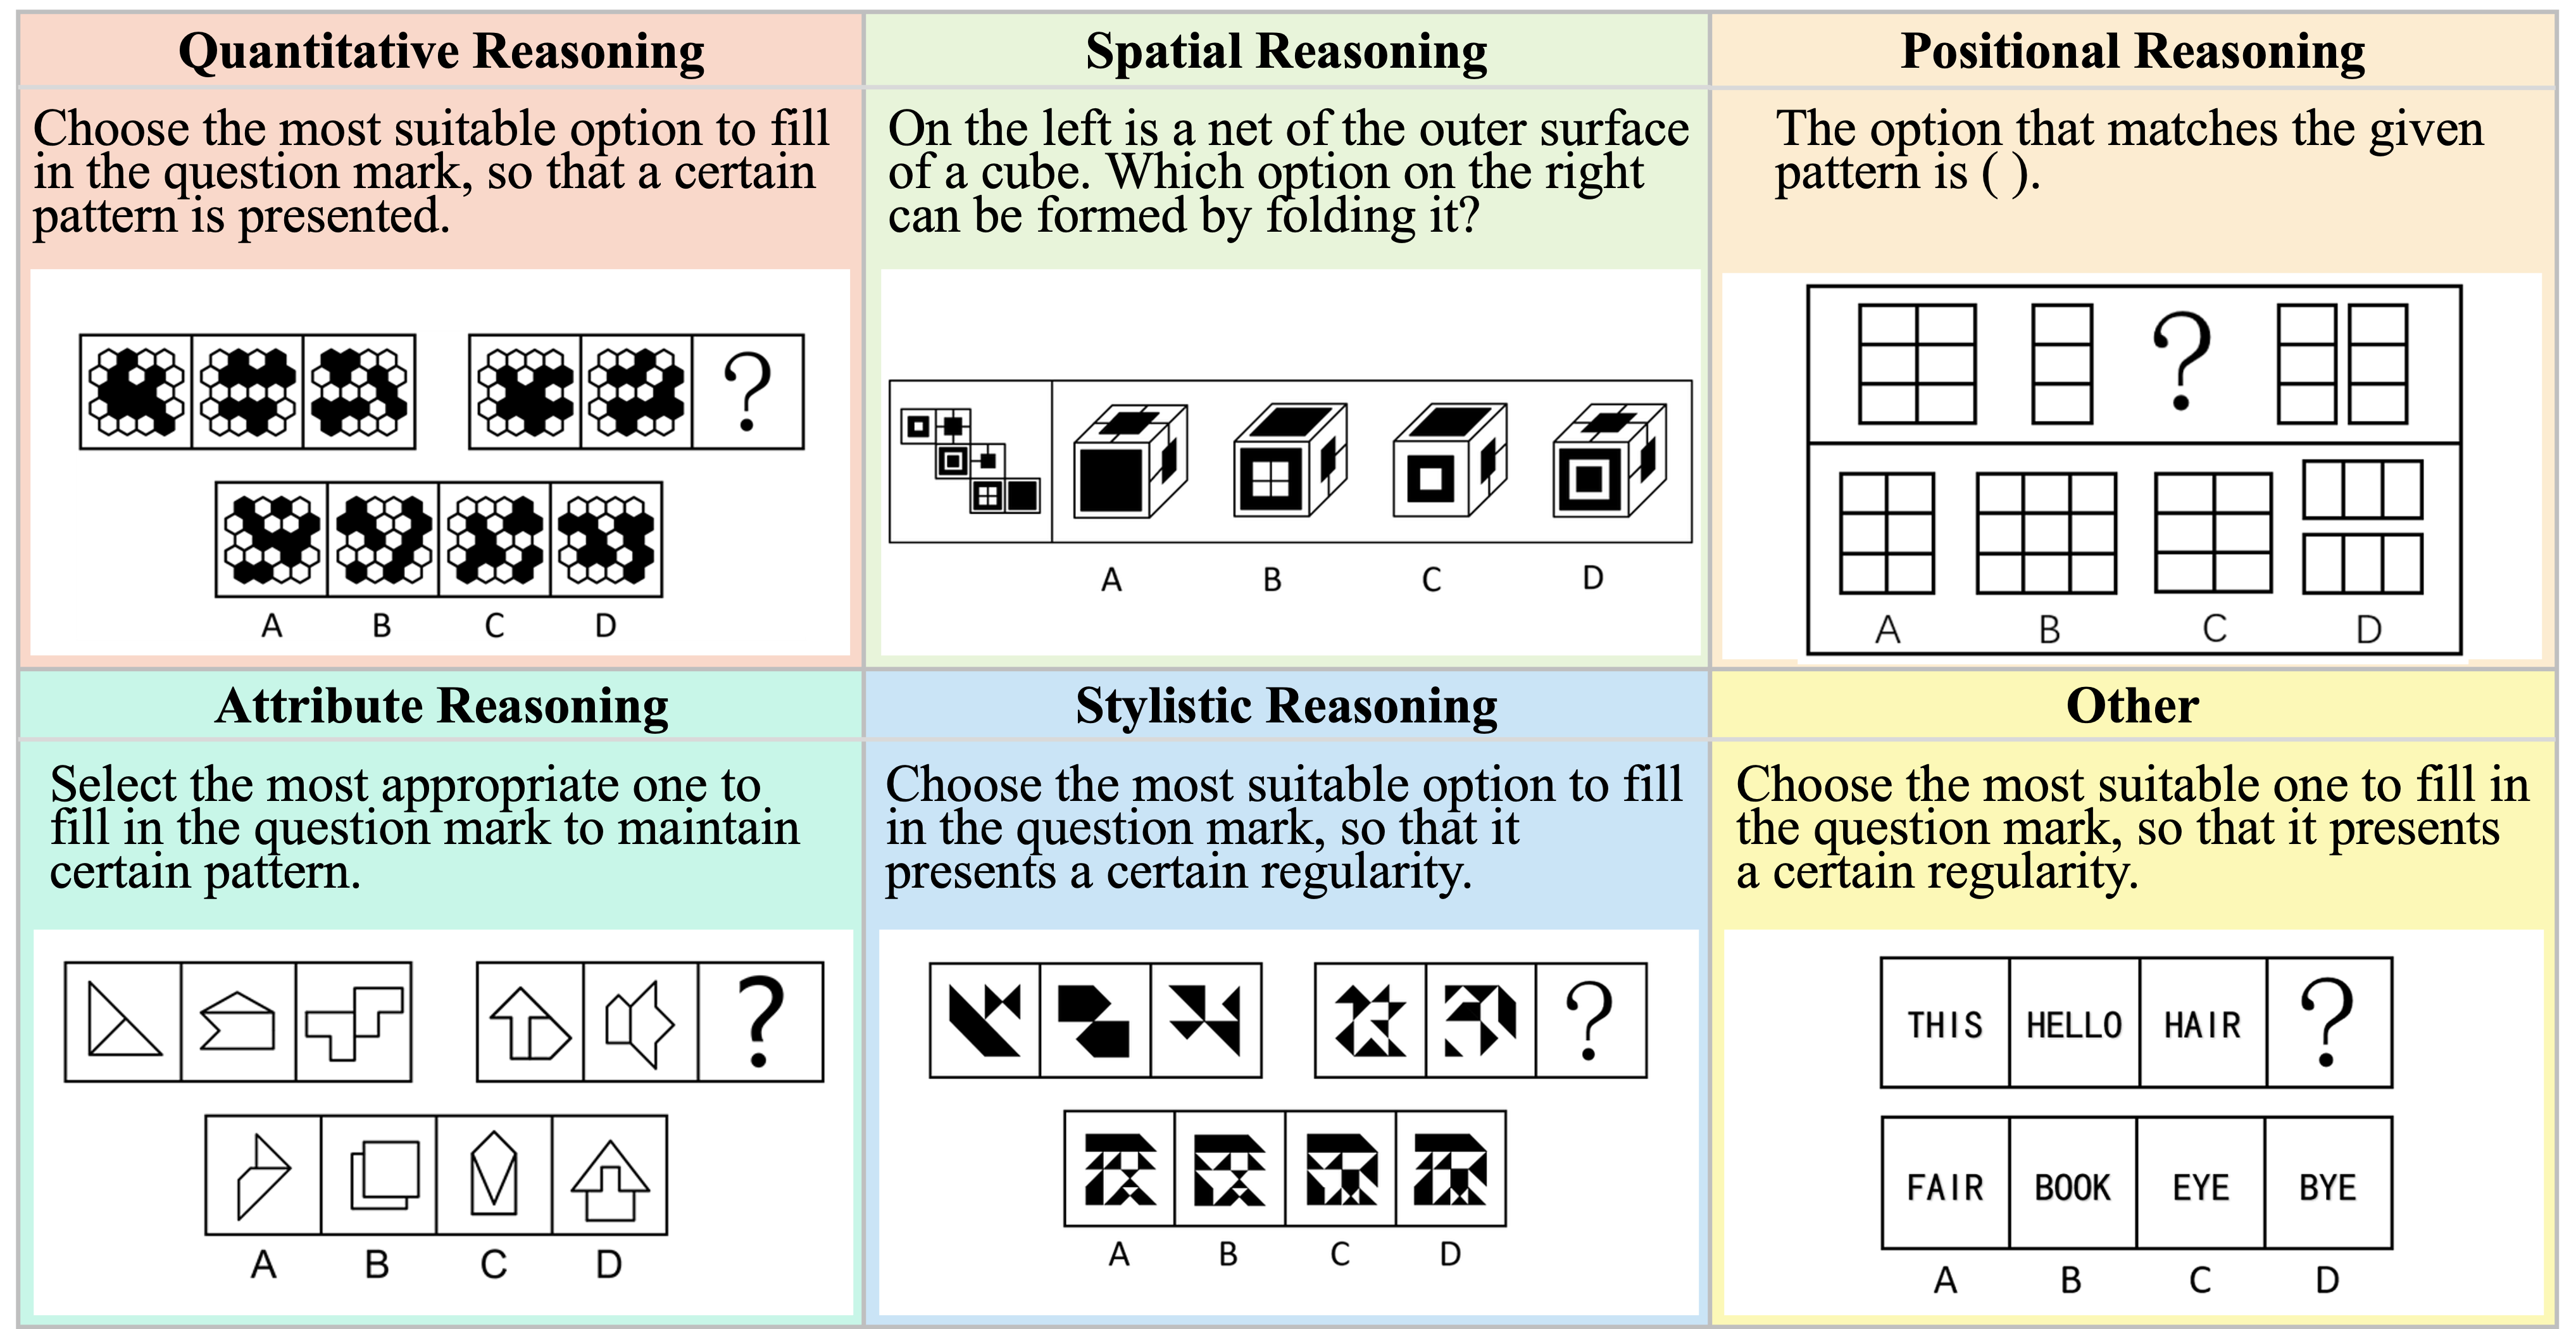 Quantitative Reasoning
Choose the most suitable option to fill
in the question mark, so that a certain
pattern is presented.
?
A B C D
Spatial Reasoning
On the left is a net of the outer surface
of a cube. Which option on the right
can be formed by folding it?
A B C D
Positional Reasoning
The option that matches the given
pattern is ( ).
?
A B C D
Attribute Reasoning
Select the most appropriate one to
fill in the question mark to maintain
certain pattern.
?
A B C D
Stylistic Reasoning
Choose the most suitable option to fill
in the question mark, so that it
presents a certain regularity.
?
A B C D
Other
Choose the most suitable one to fill in
the question mark, so that it presents
a certain regularity.
THIS HELLO HAIR ?
FAIR BOOK EYE BYE
A B C D